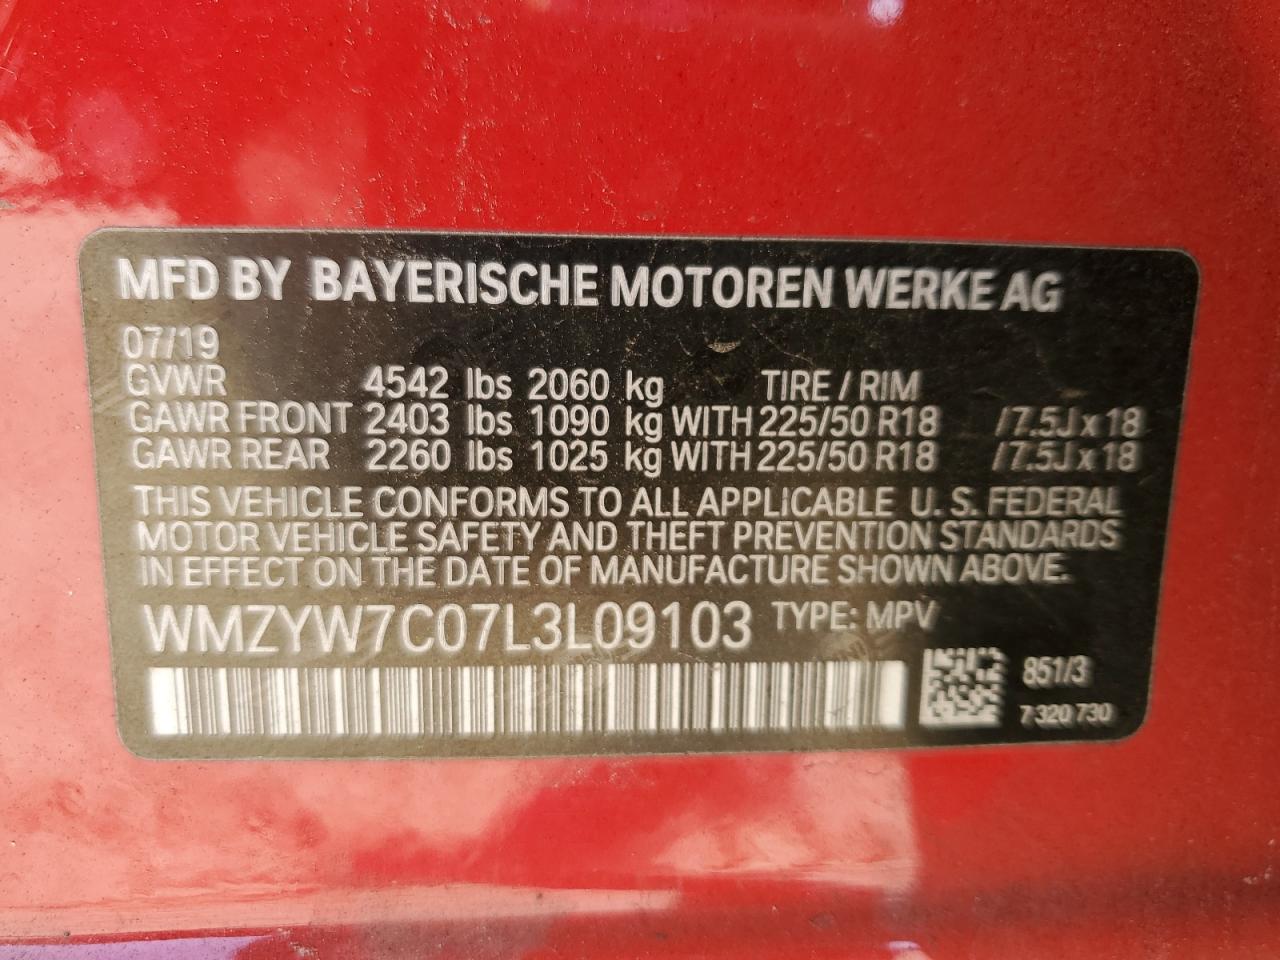 MFD BY BAYERISCHE MOTOREN WERKE AG
07/19
GVWR 4542 lbs 2060 kg TIRE / RIM
GAWR FRONT 2403 lbs 1090 kg WITH 225/50 R18 /7.5J x 18
GAWR REAR 2260 lbs 1025 kg WITH 225/50 R18 /7.5J x 18
THIS VEHICLE CONFORMS TO ALL APPLICABLE U. S. FEDERAL
MOTOR VEHICLE SAFETY AND THEFT PREVENTION STANDARDS
IN EFFECT ON THE DATE OF MANUFACTURE SHOWN ABOVE.
WMZYW7C07L3L09103 TYPE: MPV
851/3
7 320 730